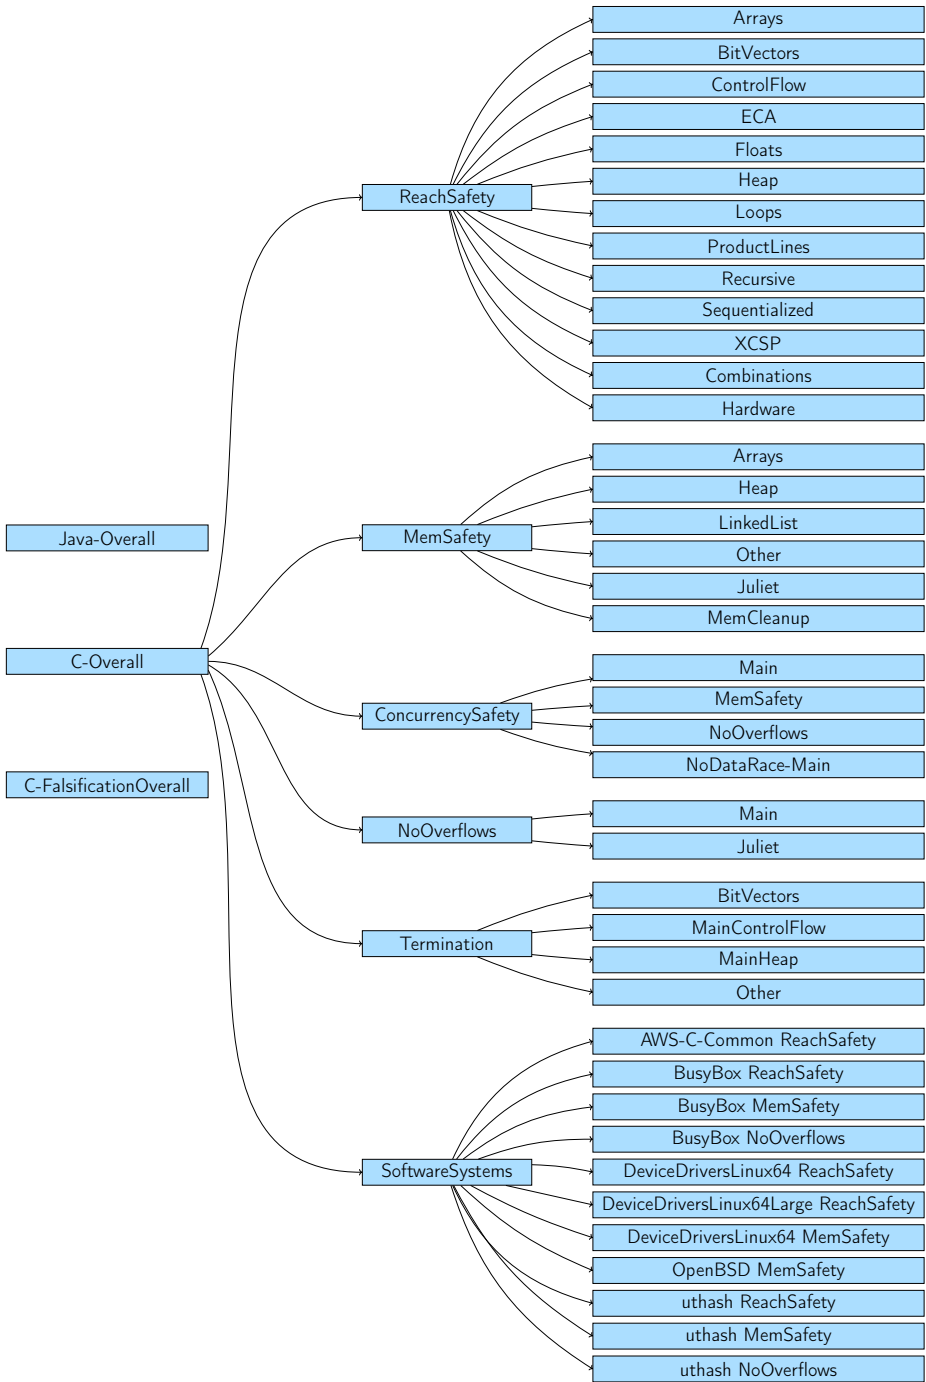 Java-Overall
C-Overall
C-FalsificationOverall
ReachSafety
Arrays
BitVectors
ControlFlow
ECA
Floats
Heap
Loops
ProductLines
Recursive
Sequentialized
XCSP
Combinations
Hardware
MemSafety
Arrays
Heap
LinkedList
Other
Juliet
MemCleanup
ConcurrencySafety
Main
MemSafety
NoOverflows
NoDataRace-Main
NoOverflows
Main
Juliet
Termination
BitVectors
MainControlFlow
MainHeap
Other
SoftwareSystems
AWS-C-Common ReachSafety
BusyBox ReachSafety
BusyBox MemSafety
BusyBox NoOverflows
DeviceDriversLinux64 ReachSafety
DeviceDriversLinux64Large ReachSafety
DeviceDriversLinux64 MemSafety
OpenBSD MemSafety
uthash ReachSafety
uthash MemSafety
uthash NoOverflows